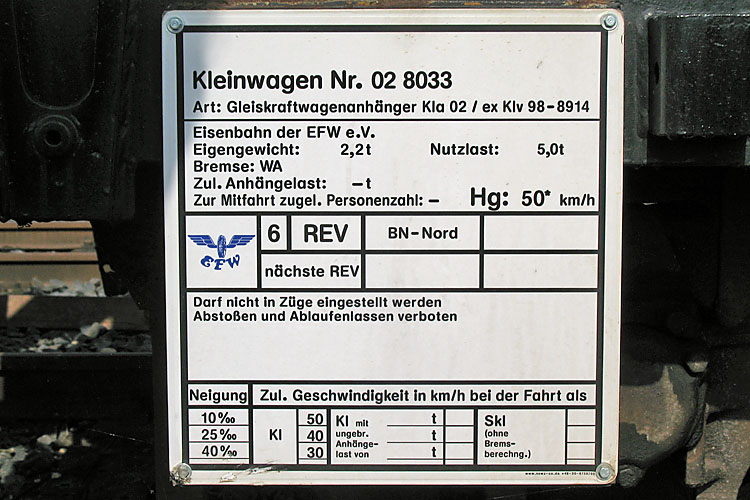 Kleinwagen Nr. 02 8033
Art: Gleiskraftwagenanhänger Kla 02 / ex Klv 98-8914
Eisenbahn der EFW e.V.
Eigengewicht: 2,2t Nutzlast: 5,0t
Bremse: WA
Zul. Anhängelast: -t
Zur Mitfahrt zugel. Personenzahl: - Hg: 50* km/h
EFW
6 REV BN-Nord
nächste REV
Darf nicht in Züge eingestellt werden
Abstoßen und Ablaufenlassen verboten
Neigung Zul. Geschwindigkeit in km/h bei der Fahrt als
10‰ 50 Kl mit t Skl
25‰ Kl 40 ungebr. t (ohne
40‰ 30 Anhänge- t Brems-
last von berechng.)